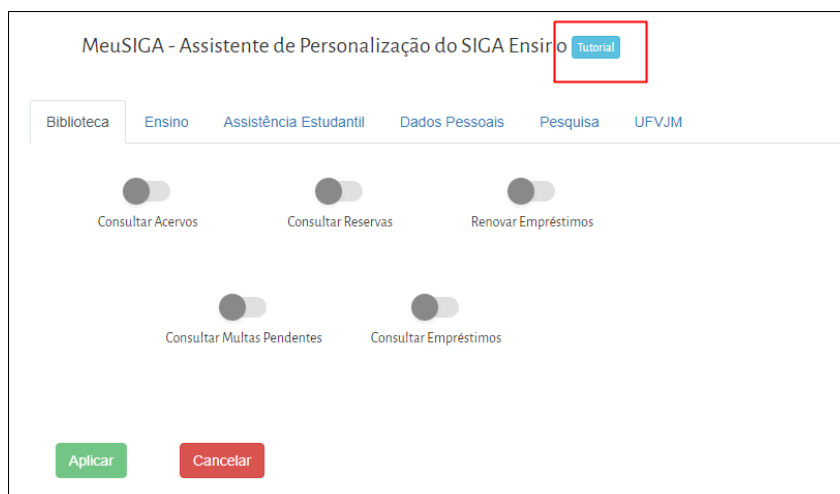 MeuSIGA - Assistente de Personalização do SIGA Ensino Tutorial
Biblioteca Ensino Assistência Estudantil Dados Pessoais Pesquisa UFVJM
Consultar Acervos Consultar Reservas Renovar Empréstimos
Consultar Multas Pendentes Consultar Empréstimos
Aplicar Cancelar